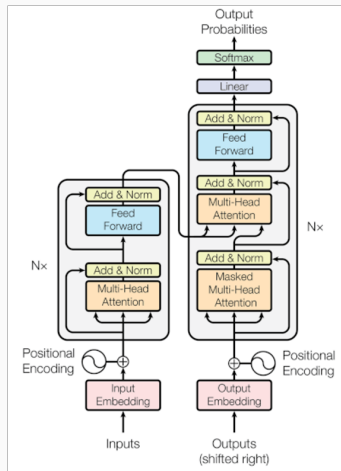 Output
Probabilities
Softmax
Linear
Add & Norm
Feed
Forward
Add & Norm
Multi-Head
Attention
Add & Norm
Masked
Multi-Head
Attention
Nx
Positional
Encoding
Output
Embedding
Outputs
(shifted right)
Add & Norm
Feed
Forward
Add & Norm
Multi-Head
Attention
Nx
Positional
Encoding
Input
Embedding
Inputs